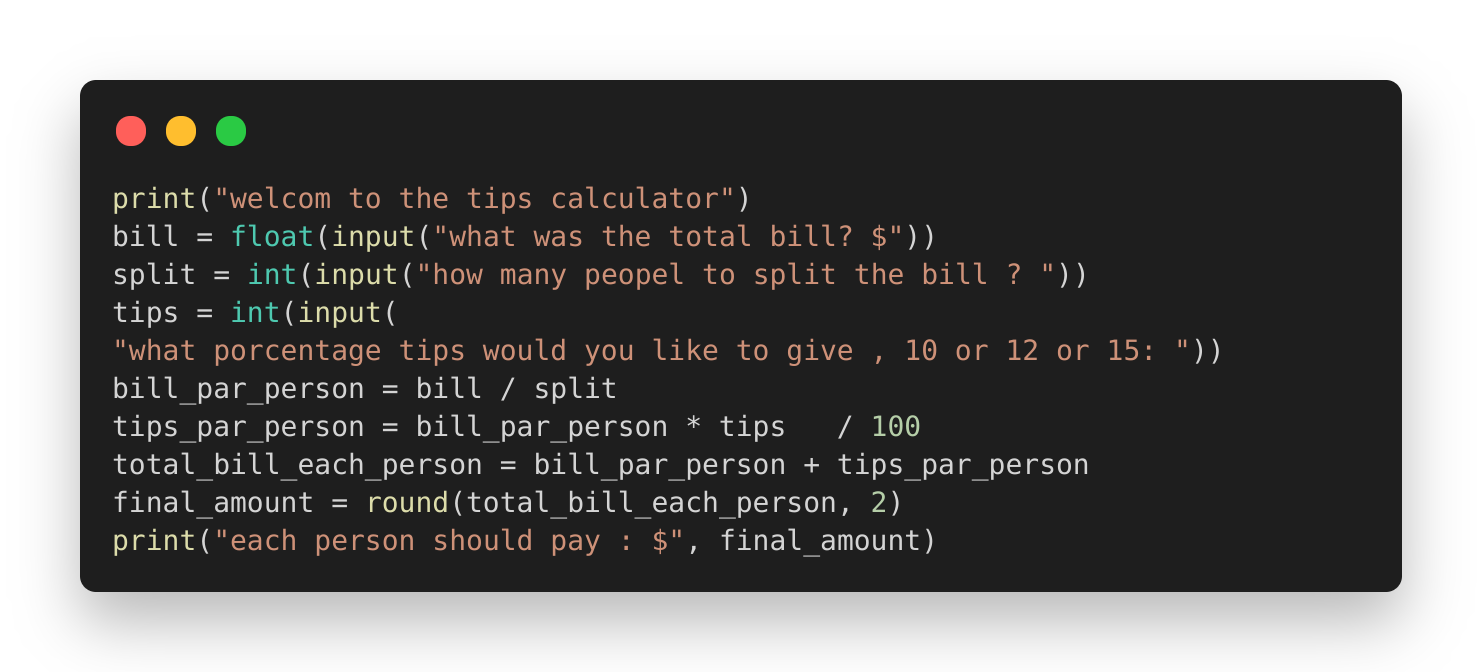 print("welcom to the tips calculator")
bill = float(input("what was the total bill? $"))
split = int(input("how many peopel to split the bill ? "))
tips = int(input(
"what porcentage tips would you like to give , 10 or 12 or 15: "))
bill_par_person = bill / split
tips_par_person = bill_par_person * tips   / 100
total_bill_each_person = bill_par_person + tips_par_person
final_amount = round(total_bill_each_person, 2)
print("each person should pay : $", final_amount)